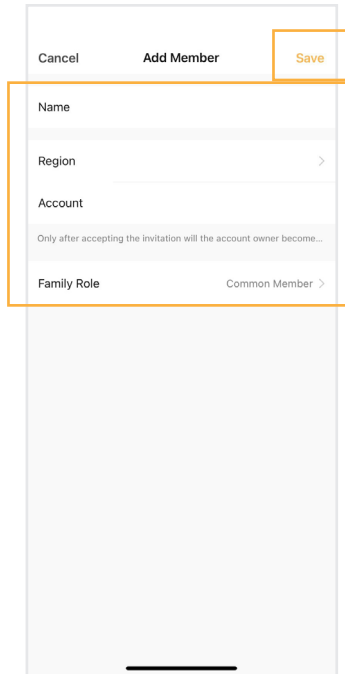 Cancel Add Member Save
Name
Region
Account
Only after accepting the invitation will the account owner become...
Family Role Common Member